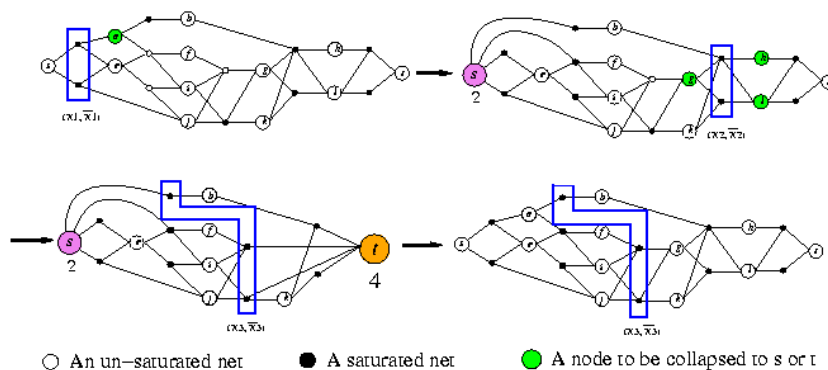 b
h
a
s
e
f
g
t
i
l
j
k
(X1, X̅1)
b
h
s
e
f
g
t
i
l
j
k
2
(X2, X̅2)
b
s
e
f
t
i
j
k
2
4
(X3, X̅3)
b
h
a
s
e
f
g
t
i
l
j
k
(X3, X̅3)
An un-saturated net
A saturated net
A node to be collapsed to s or t